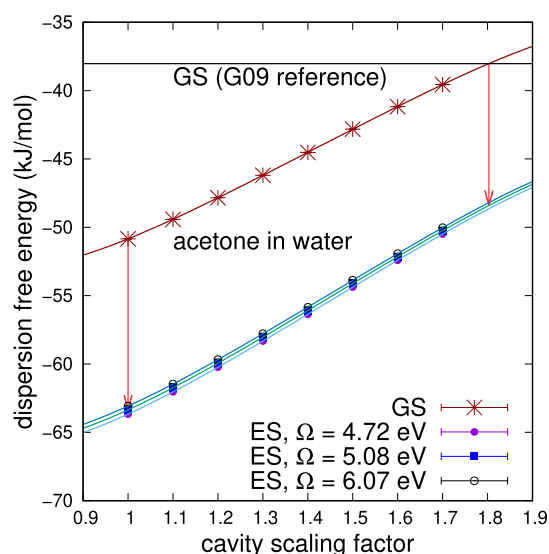 −35
−40
−45
−50
−55
−60
−65
−70
dispersion free energy (kJ/mol)
GS (G09 reference)
acetone in water
GS
ES, Ω = 4.72 eV
ES, Ω = 5.08 eV
ES, Ω = 6.07 eV
0.9 1 1.1 1.2 1.3 1.4 1.5 1.6 1.7 1.8 1.9
cavity scaling factor